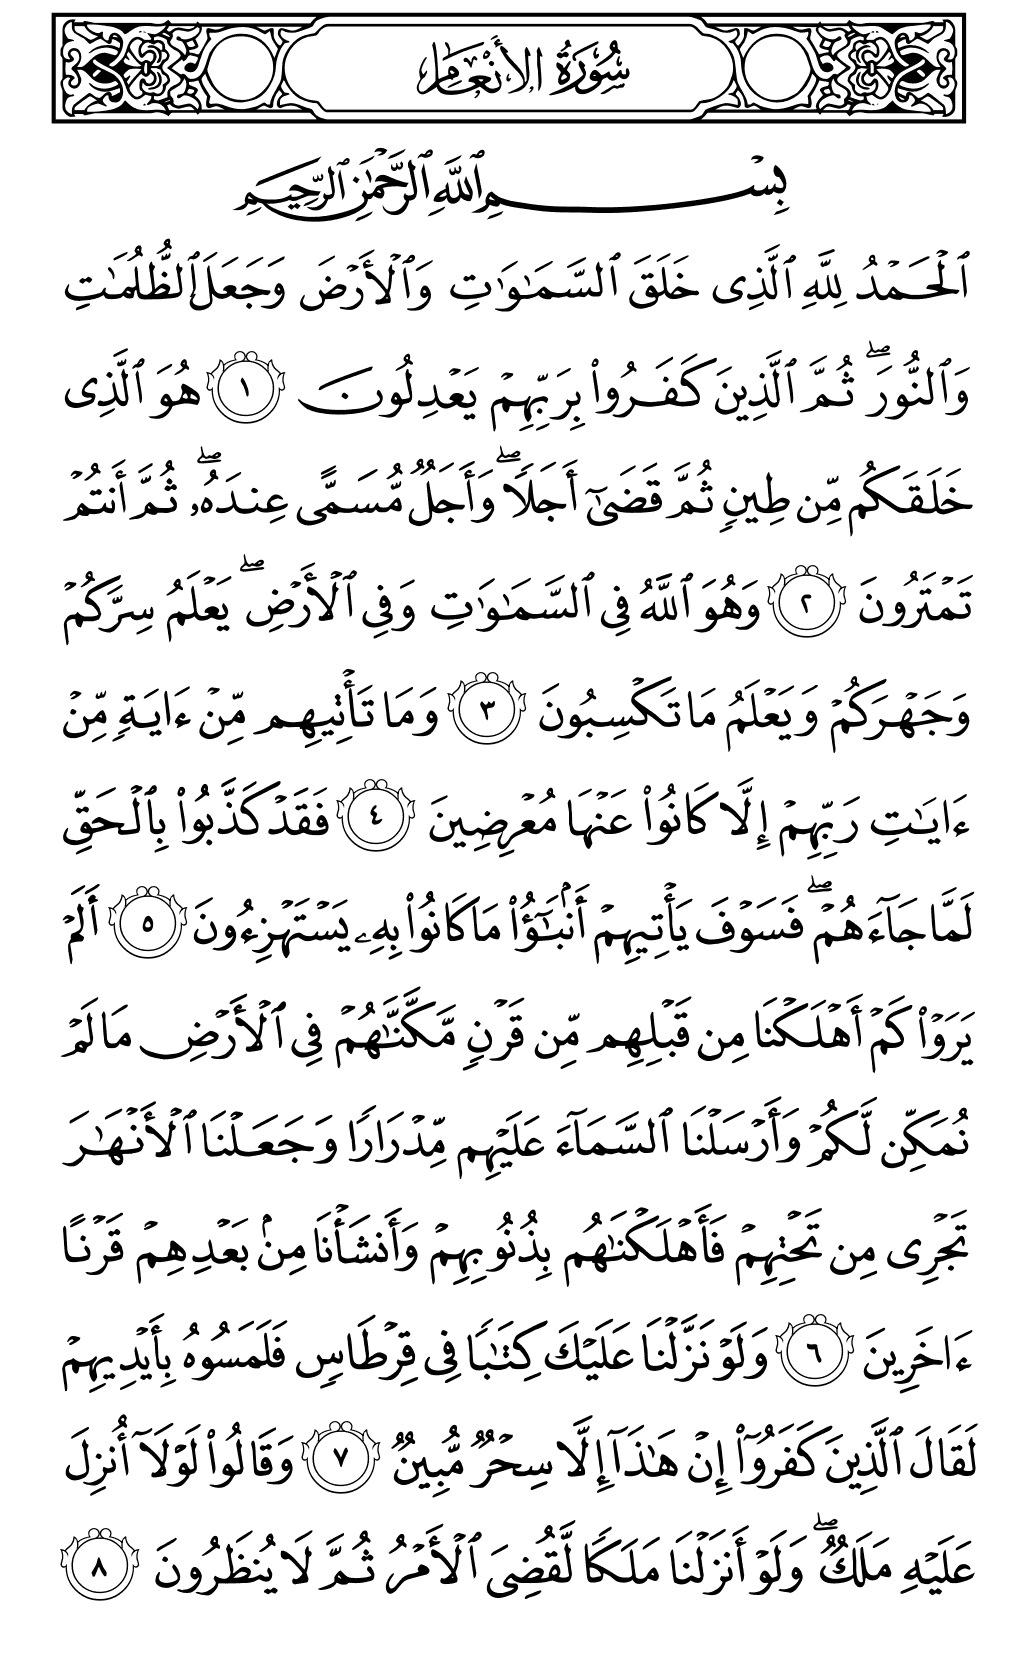 سُورَةُ الأَنْعَامِ
بِسْمِ ٱللَّهِ ٱلرَّحْمَٰنِ ٱلرَّحِيمِ
ٱلْحَمْدُ لِلَّهِ ٱلَّذِى خَلَقَ ٱلسَّمَٰوَٰتِ وَٱلْأَرْضَ وَجَعَلَ ٱلظُّلُمَٰتِ
وَٱلنُّورَ ۖ ثُمَّ ٱلَّذِينَ كَفَرُوا۟ بِرَبِّهِمْ يَعْدِلُونَ ١ هُوَ ٱلَّذِى
خَلَقَكُم مِّن طِينٍ ثُمَّ قَضَىٰٓ أَجَلًا ۖ وَأَجَلٌ مُّسَمًّى عِندَهُۥ ۖ ثُمَّ أَنتُمْ
تَمْتَرُونَ ٢ وَهُوَ ٱللَّهُ فِى ٱلسَّمَٰوَٰتِ وَفِى ٱلْأَرْضِ ۖ يَعْلَمُ سِرَّكُمْ
وَجَهْرَكُمْ وَيَعْلَمُ مَا تَكْسِبُونَ ٣ وَمَا تَأْتِيهِم مِّنْ ءَايَةٍ مِّنْ
ءَايَٰتِ رَبِّهِمْ إِلَّا كَانُوا۟ عَنْهَا مُعْرِضِينَ ٤ فَقَدْ كَذَّبُوا۟ بِٱلْحَقِّ
لَمَّا جَآءَهُمْ ۖ فَسَوْفَ يَأْتِيهِمْ أَنۢبَٰٓؤُا۟ مَا كَانُوا۟ بِهِۦ يَسْتَهْزِءُونَ ٥ أَلَمْ
يَرَوْا۟ كَمْ أَهْلَكْنَا مِن قَبْلِهِم مِّن قَرْنٍ مَّكَّنَّٰهُمْ فِى ٱلْأَرْضِ مَا لَمْ
نُمَكِّن لَّكُمْ وَأَرْسَلْنَا ٱلسَّمَآءَ عَلَيْهِم مِّدْرَارًا وَجَعَلْنَا ٱلْأَنْهَٰرَ
تَجْرِى مِن تَحْتِهِمْ فَأَهْلَكْنَٰهُم بِذُنُوبِهِمْ وَأَنشَأْنَا مِنۢ بَعْدِهِمْ قَرْنًا
ءَاخَرِينَ ٦ وَلَوْ نَزَّلْنَا عَلَيْكَ كِتَٰبًا فِى قِرْطَاسٍ فَلَمَسُوهُ بِأَيْدِيهِمْ
لَقَالَ ٱلَّذِينَ كَفَرُوٓا۟ إِنْ هَٰذَآ إِلَّا سِحْرٌ مُّبِينٌ ٧ وَقَالُوا۟ لَوْلَآ أُنزِلَ
عَلَيْهِ مَلَكٌ ۖ وَلَوْ أَنزَلْنَا مَلَكًا لَّقُضِىَ ٱلْأَمْرُ ثُمَّ لَا يُنظَرُونَ ٨